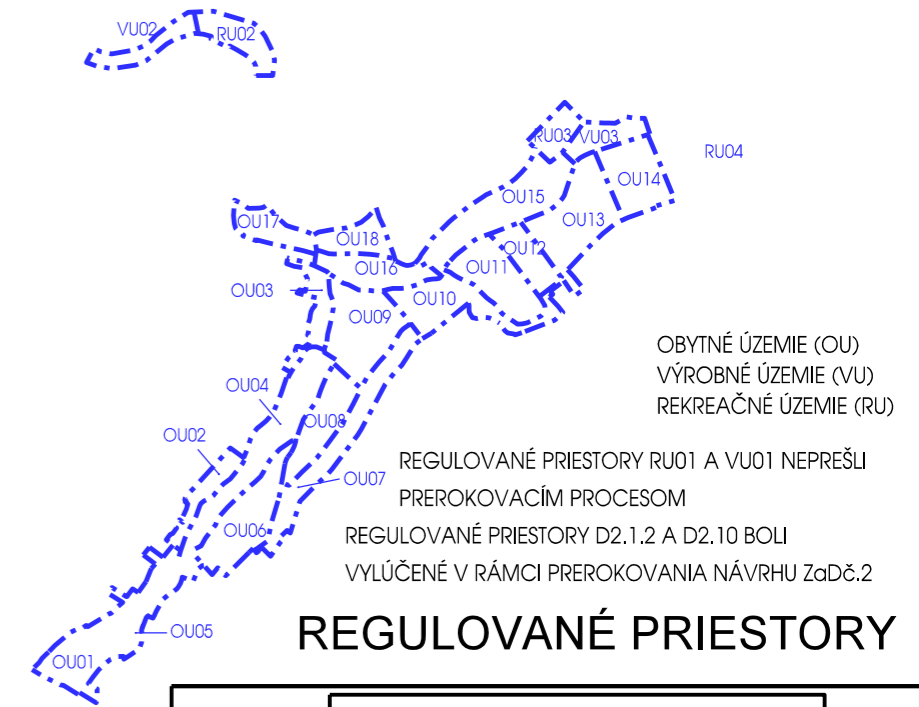 VU02
RU02
RU03
VU03
RU04
OU14
OU15
OU13
OU17
OU18
OU12
OU16
OU11
OU03
OU10
OU09
OBYTNÉ ÚZEMIE (OU)
VÝROBNÉ ÚZEMIE (VU)
REKREAČNÉ ÚZEMIE (RU)
OU04
OU08
OU02
OU07
REGULOVANÉ PRIESTORY RU01 A VU01 NEPREŠLI
PREROKOVACÍM PROCESOM
OU06
REGULOVANÉ PRIESTORY D2.1.2 A D2.10 BOLI
VYLÚČENÉ V RÁMCI PREROKOVANIA NÁVRHU ZaDč.2
OU05
REGULOVANÉ PRIESTORY
OU01